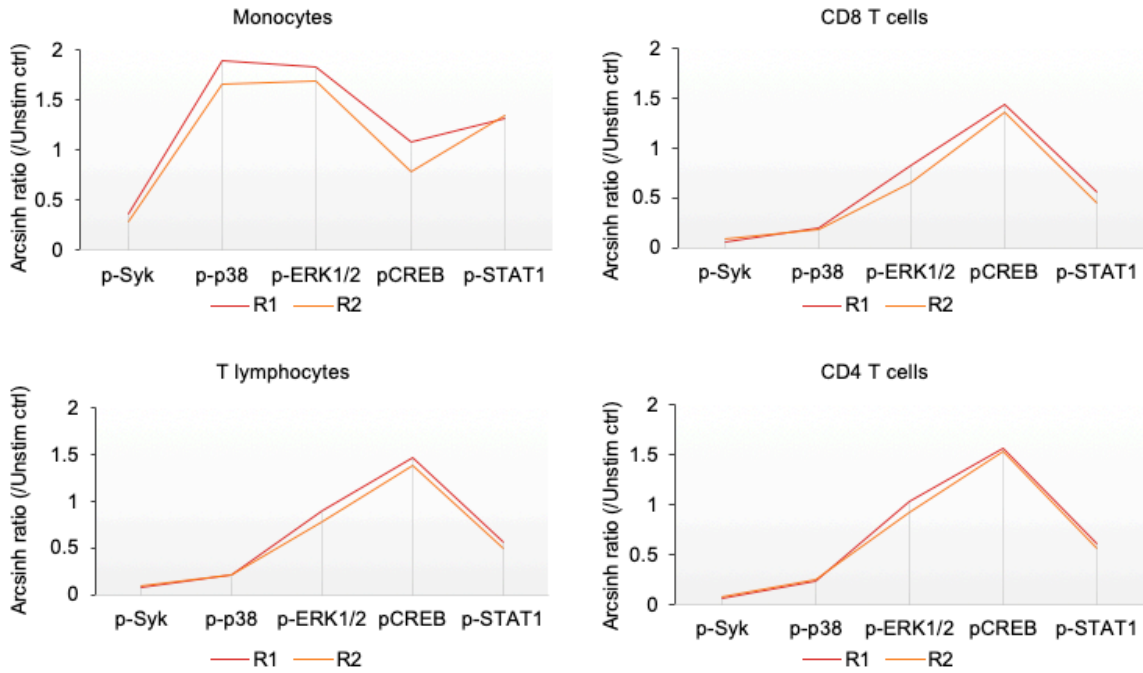 Monocytes
Arcsinh ratio (/Unstim ctrl)
2
1.5
1
0.5
0
p-Syk p-p38 p-ERK1/2 pCREB p-STAT1
R1 R2
CD8 T cells
Arcsinh ratio (/Unstim ctrl)
2
1.5
1
0.5
0
p-Syk p-p38 p-ERK1/2 pCREB p-STAT1
R1 R2
T lymphocytes
Arcsinh ratio (/Unstim ctrl)
2
1.5
1
0.5
0
p-Syk p-p38 p-ERK1/2 pCREB p-STAT1
R1 R2
CD4 T cells
Arcsinh ratio (/Unstim ctrl)
2
1.5
1
0.5
0
p-Syk p-p38 p-ERK1/2 pCREB p-STAT1
R1 R2